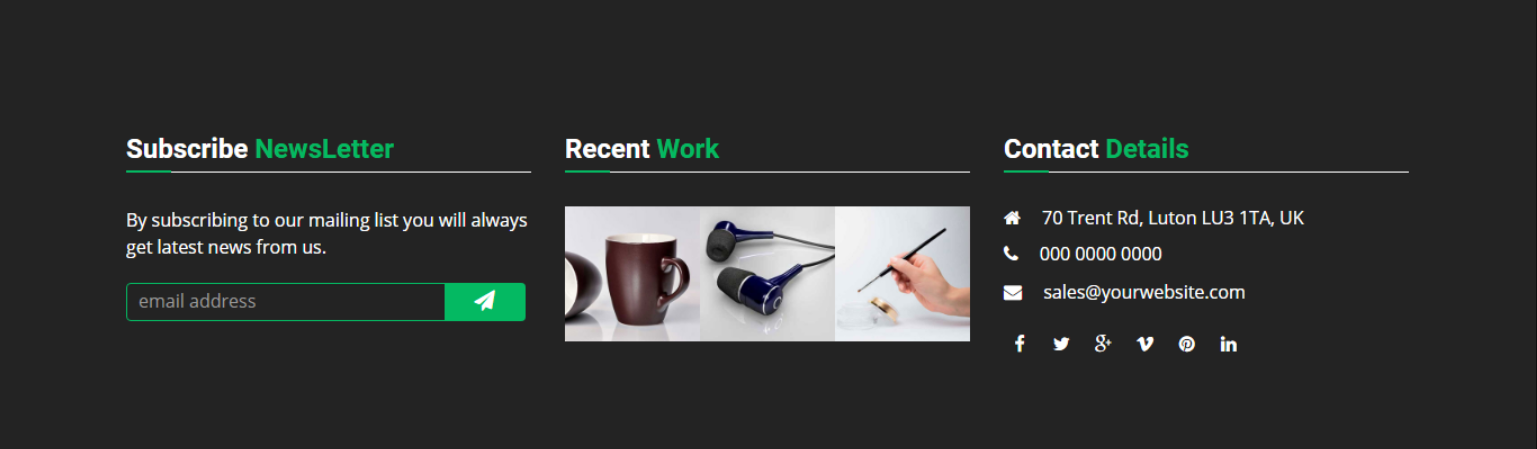 Subscribe NewsLetter
By subscribing to our mailing list you will always
get latest news from us.
email address
Recent Work
Contact Details
70 Trent Rd, Luton LU3 1TA, UK
000 0000 0000
sales@yourwebsite.com